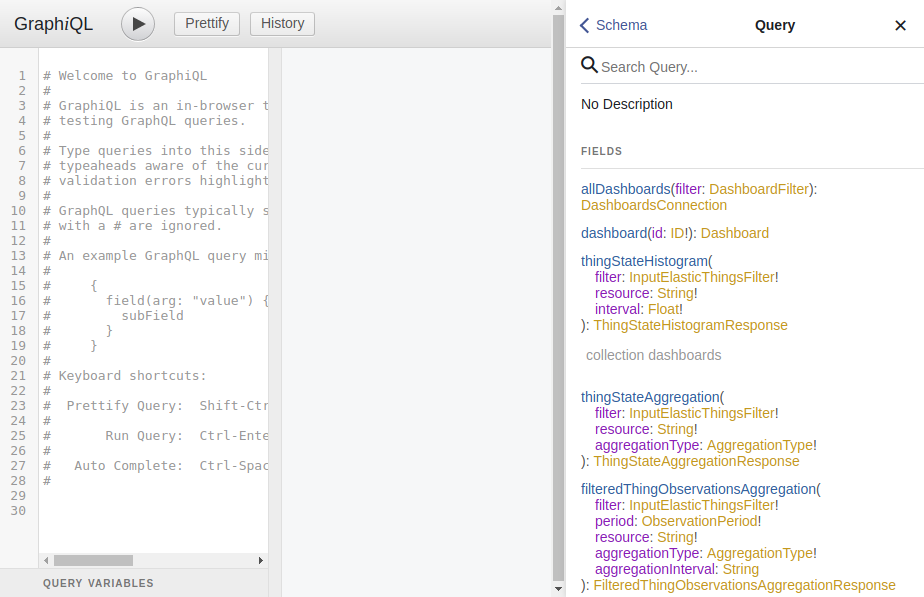 GraphiQL
Prettify
History
1 # Welcome to GraphiQL
2 #
3 # GraphiQL is an in-browser t
4 # testing GraphQL queries.
5 #
6 # Type queries into this side
7 # typeaheads aware of the cur
8 # validation errors highlight
9 #
10 # GraphQL queries typically s
11 # with a # are ignored.
12 #
13 # An example GraphQL query mi
14 #
15 #     {
16 #       field(arg: "value") {
17 #         subField
18 #       }
19 #     }
20 #
21 # Keyboard shortcuts:
22 #
23 #  Prettify Query:  Shift-Ctr
24 #
25 #       Run Query:  Ctrl-Ente
26 #
27 #   Auto Complete:  Ctrl-Spac
28 #
29
30
QUERY VARIABLES
Schema
Query
✕
Search Query...
No Description
FIELDS
allDashboards(filter: DashboardFilter):
DashboardsConnection
dashboard(id: ID!): Dashboard
thingStateHistogram(
filter: InputElasticThingsFilter!
resource: String!
interval: Float!
): ThingStateHistogramResponse
collection dashboards
thingStateAggregation(
filter: InputElasticThingsFilter!
resource: String!
aggregationType: AggregationType!
): ThingStateAggregationResponse
filteredThingObservationsAggregation(
filter: InputElasticThingsFilter!
period: ObservationPeriod!
resource: String!
aggregationType: AggregationType!
aggregationInterval: String
): FilteredThingObservationsAggregationResponse